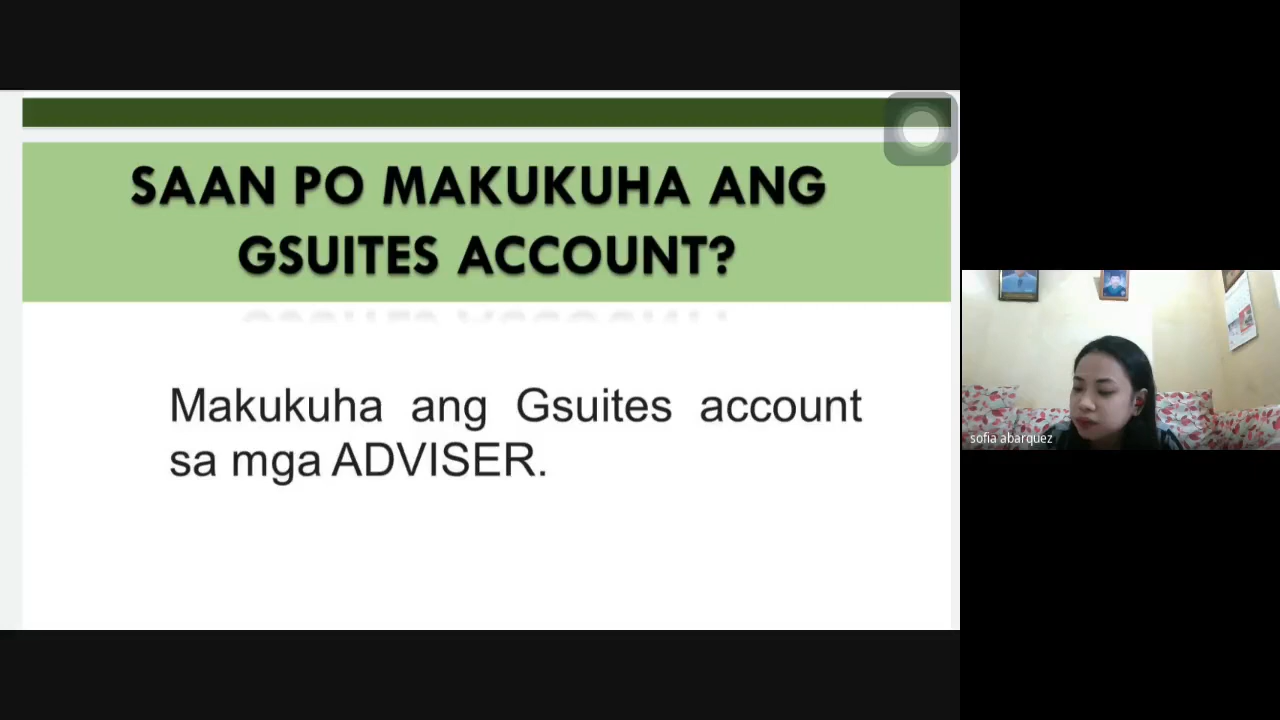 SAAN PO MAKUKUHA ANG
GSUITES ACCOUNT?
Makukuha ang Gsuites account
sa mga ADVISER.
sofia abarquez